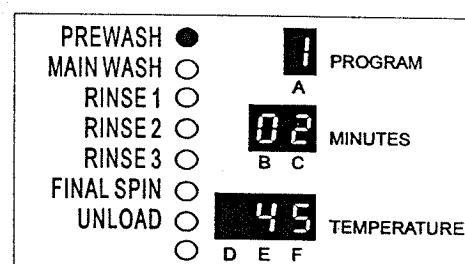 PREWASH
1 PROGRAM
MAIN WASH
A
RINSE 1
RINSE 2
02 MINUTES
RINSE 3
B C
FINAL SPIN
UNLOAD
45 TEMPERATURE
D E F